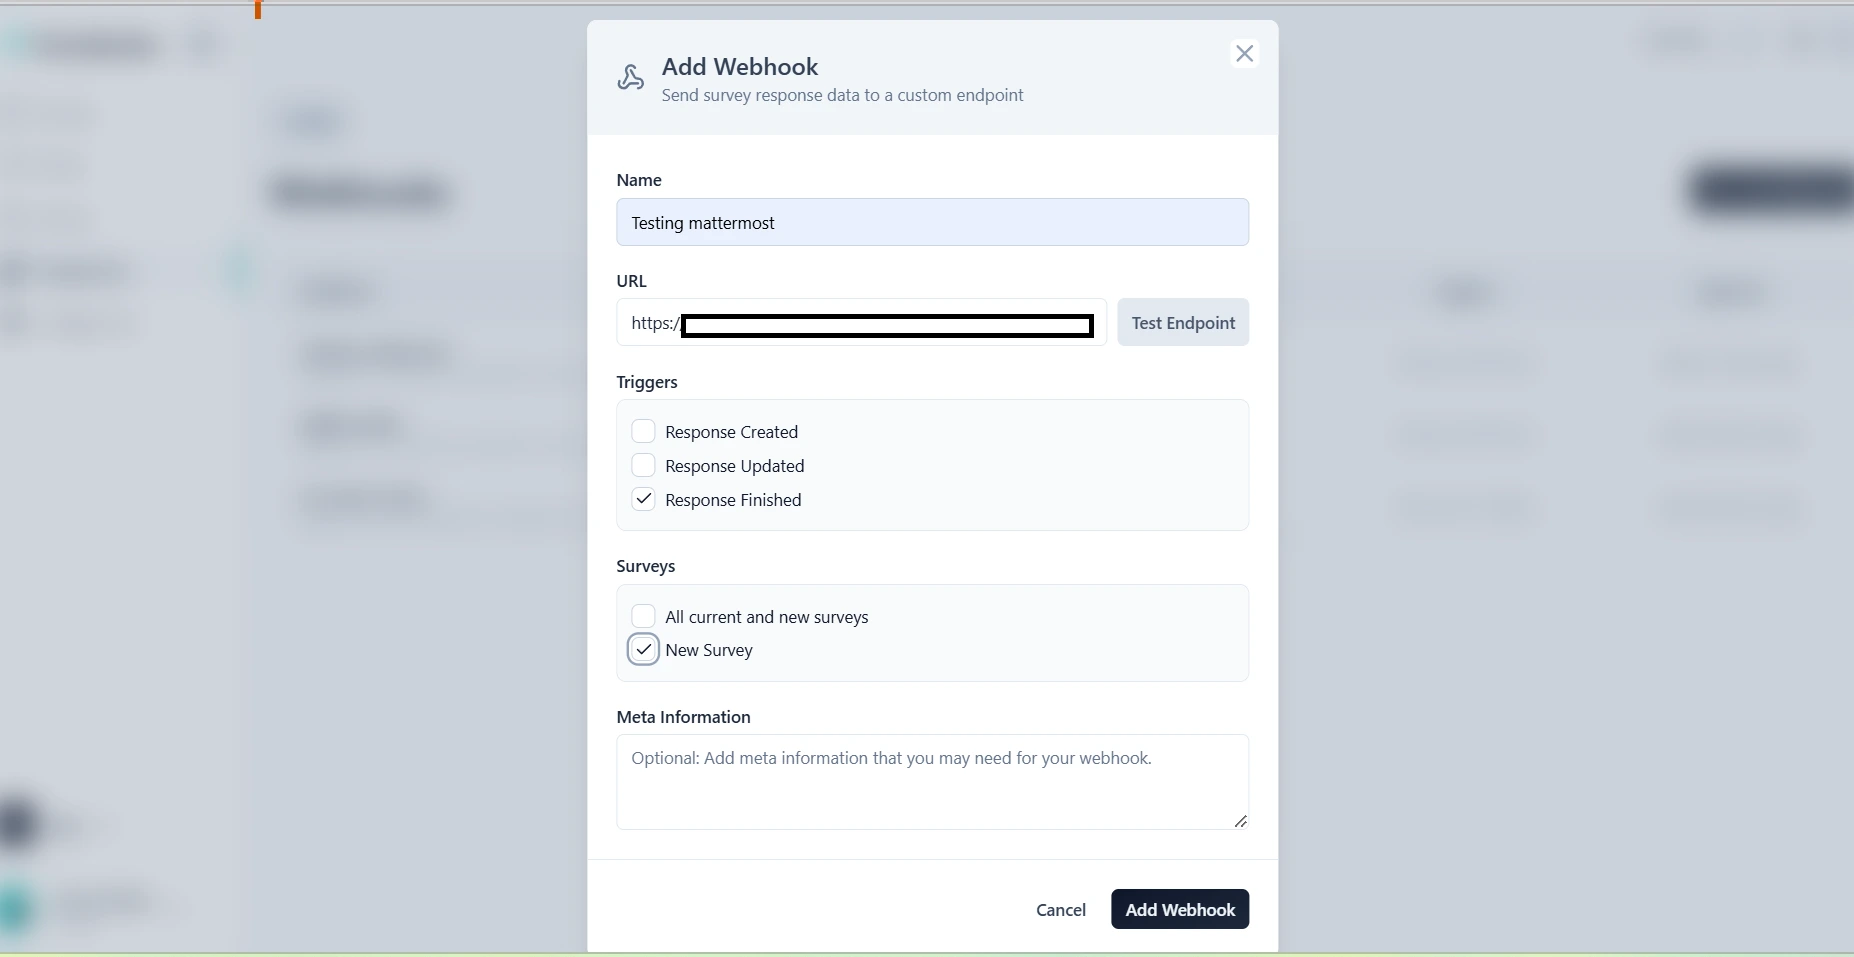 Add Webhook
Send survey response data to a custom endpoint
Name
Testing mattermost
URL
https:/
Test Endpoint
Triggers
Response Created
Response Updated
Response Finished
Surveys
All current and new surveys
New Survey
Meta Information
Optional: Add meta information that you may need for your webhook.
Cancel
Add Webhook